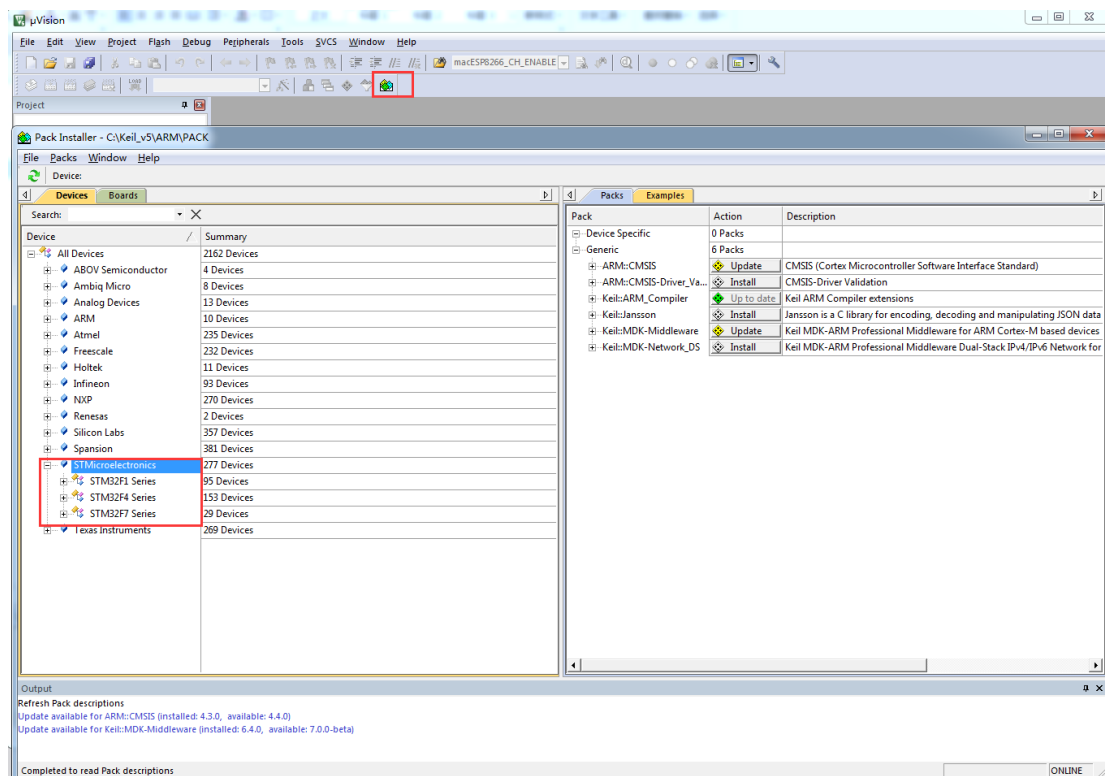 µVision
File Edit View Project Flash Debug Peripherals Tools SVCS Window Help
macESP8266_CH_ENABLE
LOAD
Project
Pack Installer - C:\Keil_v5\ARM\PACK
File Packs Window Help
Device:
Devices Boards
Search:
Device / Summary
All Devices 2162 Devices
ABOV Semiconductor 4 Devices
Ambiq Micro 8 Devices
Analog Devices 13 Devices
ARM 10 Devices
Atmel 235 Devices
Freescale 232 Devices
Holtek 11 Devices
Infineon 93 Devices
NXP 270 Devices
Renesas 2 Devices
Silicon Labs 357 Devices
Spansion 381 Devices
STMicroelectronics 277 Devices
STM32F1 Series 95 Devices
STM32F4 Series 153 Devices
STM32F7 Series 29 Devices
Texas Instruments 269 Devices
Packs Examples
Pack Action Description
Device Specific 0 Packs
Generic 6 Packs
ARM::CMSIS Update CMSIS (Cortex Microcontroller Software Interface Standard)
ARM::CMSIS-Driver_Va... Install CMSIS-Driver Validation
Keil::ARM_Compiler Up to date Keil ARM Compiler extensions
Keil::Jansson Install Jansson is a C library for encoding, decoding and manipulating JSON data
Keil::MDK-Middleware Update Keil MDK-ARM Professional Middleware for ARM Cortex-M based devices
Keil::MDK-Network_DS Install Keil MDK-ARM Professional Middleware Dual-Stack IPv4/IPv6 Network for
Output
Refresh Pack descriptions
Update available for ARM::CMSIS (installed: 4.3.0, available: 4.4.0)
Update available for Keil::MDK-Middleware (installed: 6.4.0, available: 7.0.0-beta)
Completed to read Pack descriptions ONLINE